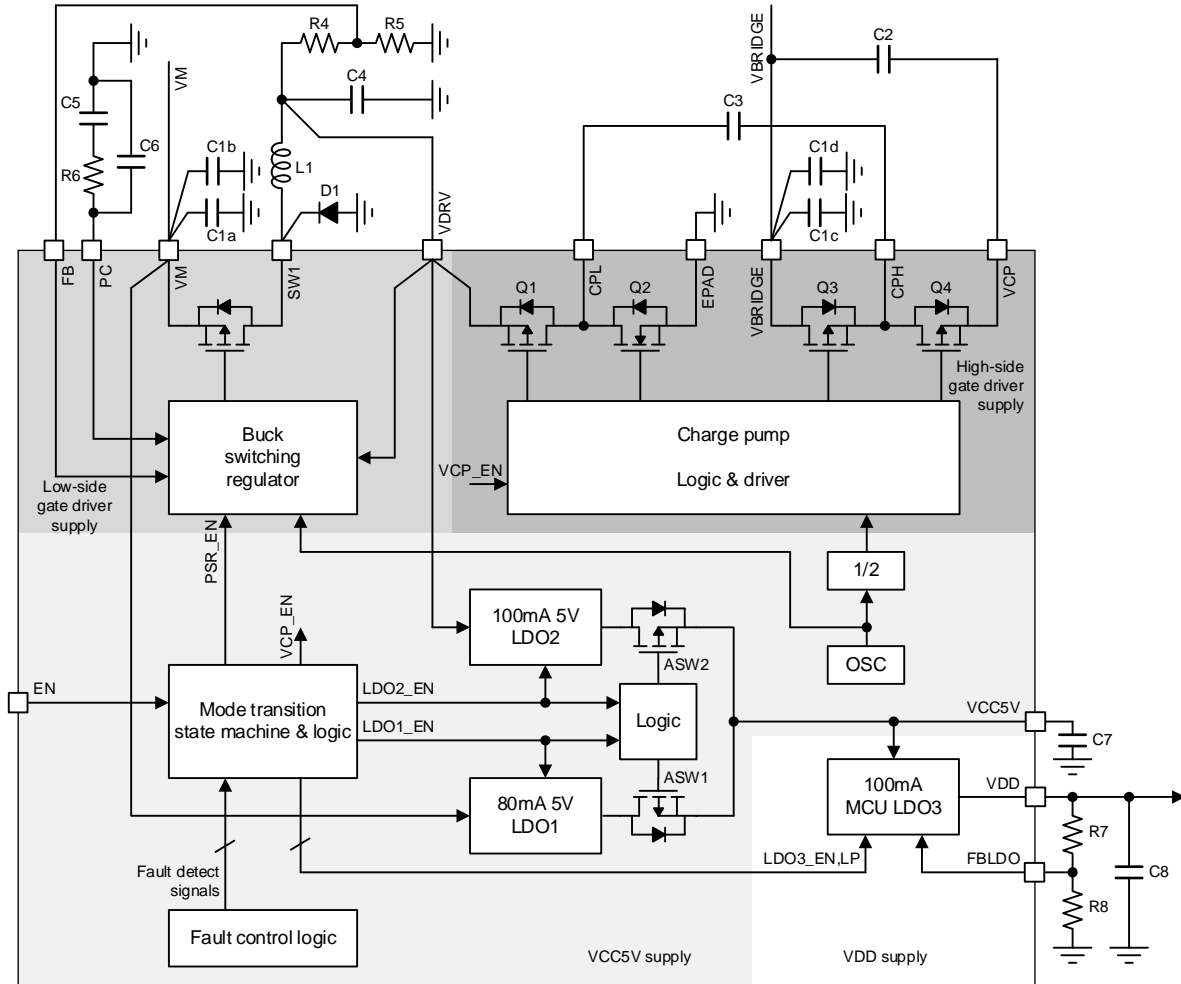 R4
R5
C2
VBRIDGE
VM
C4
C5
C3
C6
C1b
L1
C1d
R6
D1
C1a
VDRV
C1c
FB
PC
VM
SW1
CPL
EPAD
VBRIDGE
CPH
VCP
Q1
Q2
Q3
Q4
High-side
gate driver
supply
Buck
switching
regulator
Charge pump
Logic & driver
VCP_EN
Low-side
gate driver
supply
PSR_EN
1/2
VCP_EN
100mA 5V
LDO2
OSC
ASW2
EN
Mode transition
state machine & logic
LDO2_EN
LDO1_EN
Logic
VCC5V
C7
ASW1
80mA 5V
LDO1
100mA
MCU LDO3
VDD
R7
Fault detect
signals
LDO3_EN,LP
FBLDO
C8
R8
Fault control logic
VCC5V supply
VDD supply